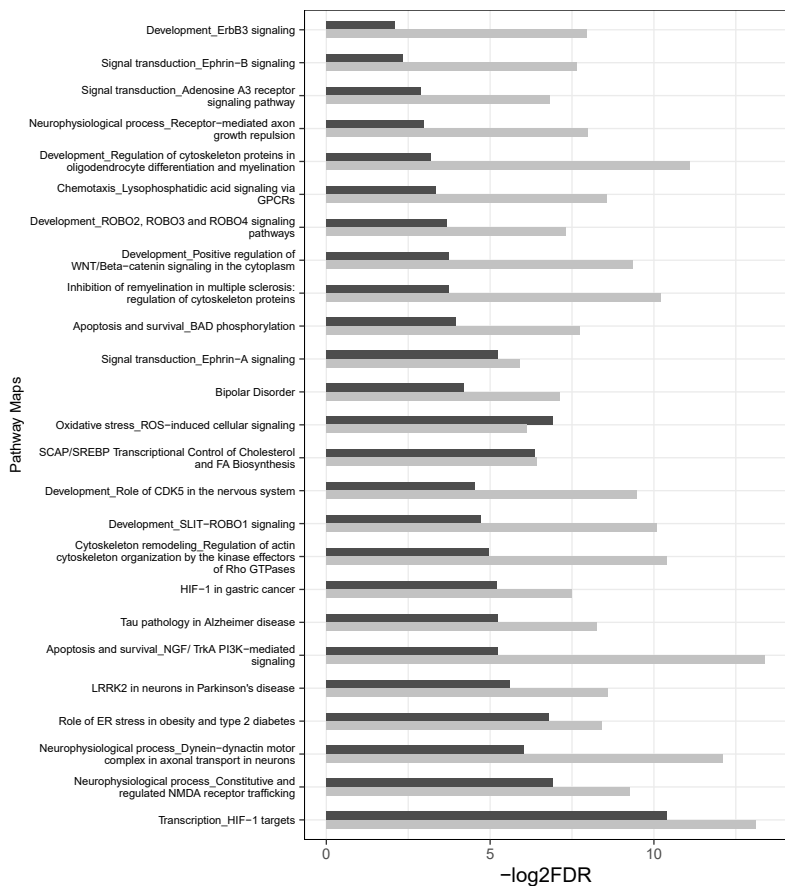 Development_ErbB3 signaling
Signal transduction_Ephrin−B signaling
Signal transduction_Adenosine A3 receptor
signaling pathway
Neurophysiological process_Receptor−mediated axon
growth repulsion
Development_Regulation of cytoskeleton proteins in
oligodendrocyte differentiation and myelination
Chemotaxis_Lysophosphatidic acid signaling via
GPCRs
Development_ROBO2, ROBO3 and ROBO4 signaling
pathways
Development_Positive regulation of
WNT/Beta−catenin signaling in the cytoplasm
Inhibition of remyelination in multiple sclerosis:
regulation of cytoskeleton proteins
Apoptosis and survival_BAD phosphorylation
Signal transduction_Ephrin−A signaling
Bipolar Disorder
Oxidative stress_ROS−induced cellular signaling
SCAP/SREBP Transcriptional Control of Cholesterol
and FA Biosynthesis
Development_Role of CDK5 in the nervous system
Development_SLIT−ROBO1 signaling
Cytoskeleton remodeling_Regulation of actin
cytoskeleton organization by the kinase effectors
of Rho GTPases
HIF−1 in gastric cancer
Tau pathology in Alzheimer disease
Apoptosis and survival_NGF/ TrkA PI3K−mediated
signaling
LRRK2 in neurons in Parkinson's disease
Role of ER stress in obesity and type 2 diabetes
Neurophysiological process_Dynein−dynactin motor
complex in axonal transport in neurons
Neurophysiological process_Constitutive and
regulated NMDA receptor trafficking
Transcription_HIF−1 targets
Pathway Maps
0 5 10
−log2FDR